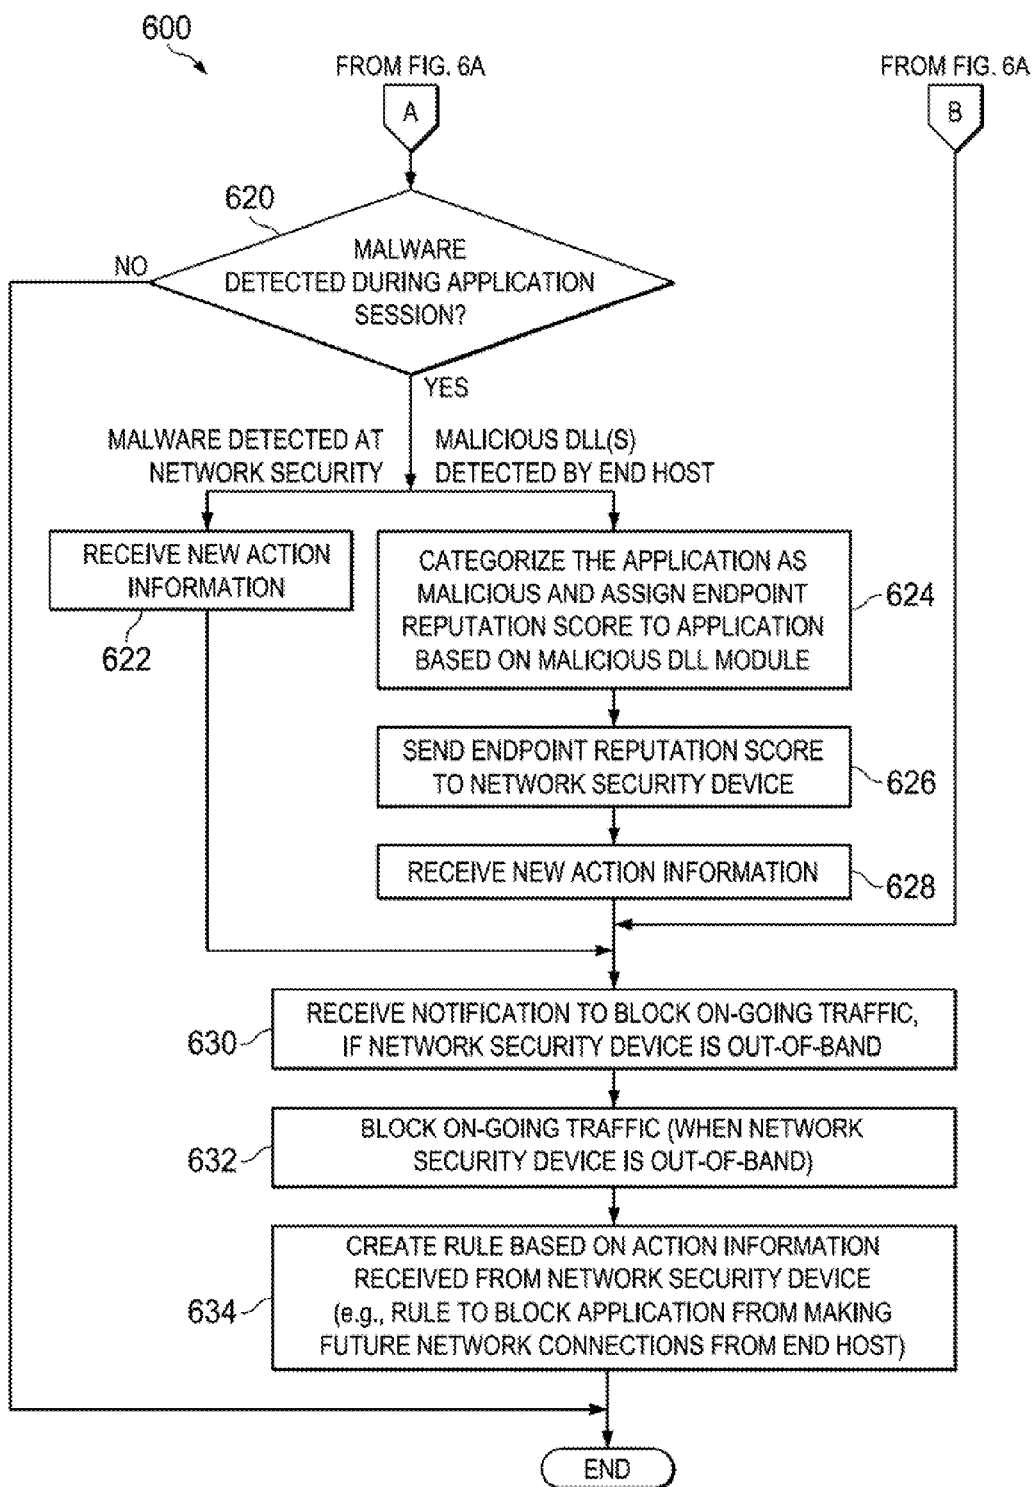 600
FROM FIG. 6A
A
FROM FIG. 6A
B
620
MALWARE
DETECTED DURING APPLICATION
SESSION?
NO
YES
MALWARE DETECTED AT
NETWORK SECURITY
MALICIOUS DLL(S)
DETECTED BY END HOST
RECEIVE NEW ACTION
INFORMATION
622
CATEGORIZE THE APPLICATION AS
MALICIOUS AND ASSIGN ENDPOINT
REPUTATION SCORE TO APPLICATION
BASED ON MALICIOUS DLL MODULE
624
SEND ENDPOINT REPUTATION SCORE
TO NETWORK SECURITY DEVICE
626
RECEIVE NEW ACTION INFORMATION
628
RECEIVE NOTIFICATION TO BLOCK ON-GOING TRAFFIC,
IF NETWORK SECURITY DEVICE IS OUT-OF-BAND
630
BLOCK ON-GOING TRAFFIC (WHEN NETWORK
SECURITY DEVICE IS OUT-OF-BAND)
632
CREATE RULE BASED ON ACTION INFORMATION
RECEIVED FROM NETWORK SECURITY DEVICE
(e.g., RULE TO BLOCK APPLICATION FROM MAKING
FUTURE NETWORK CONNECTIONS FROM END HOST)
634
END